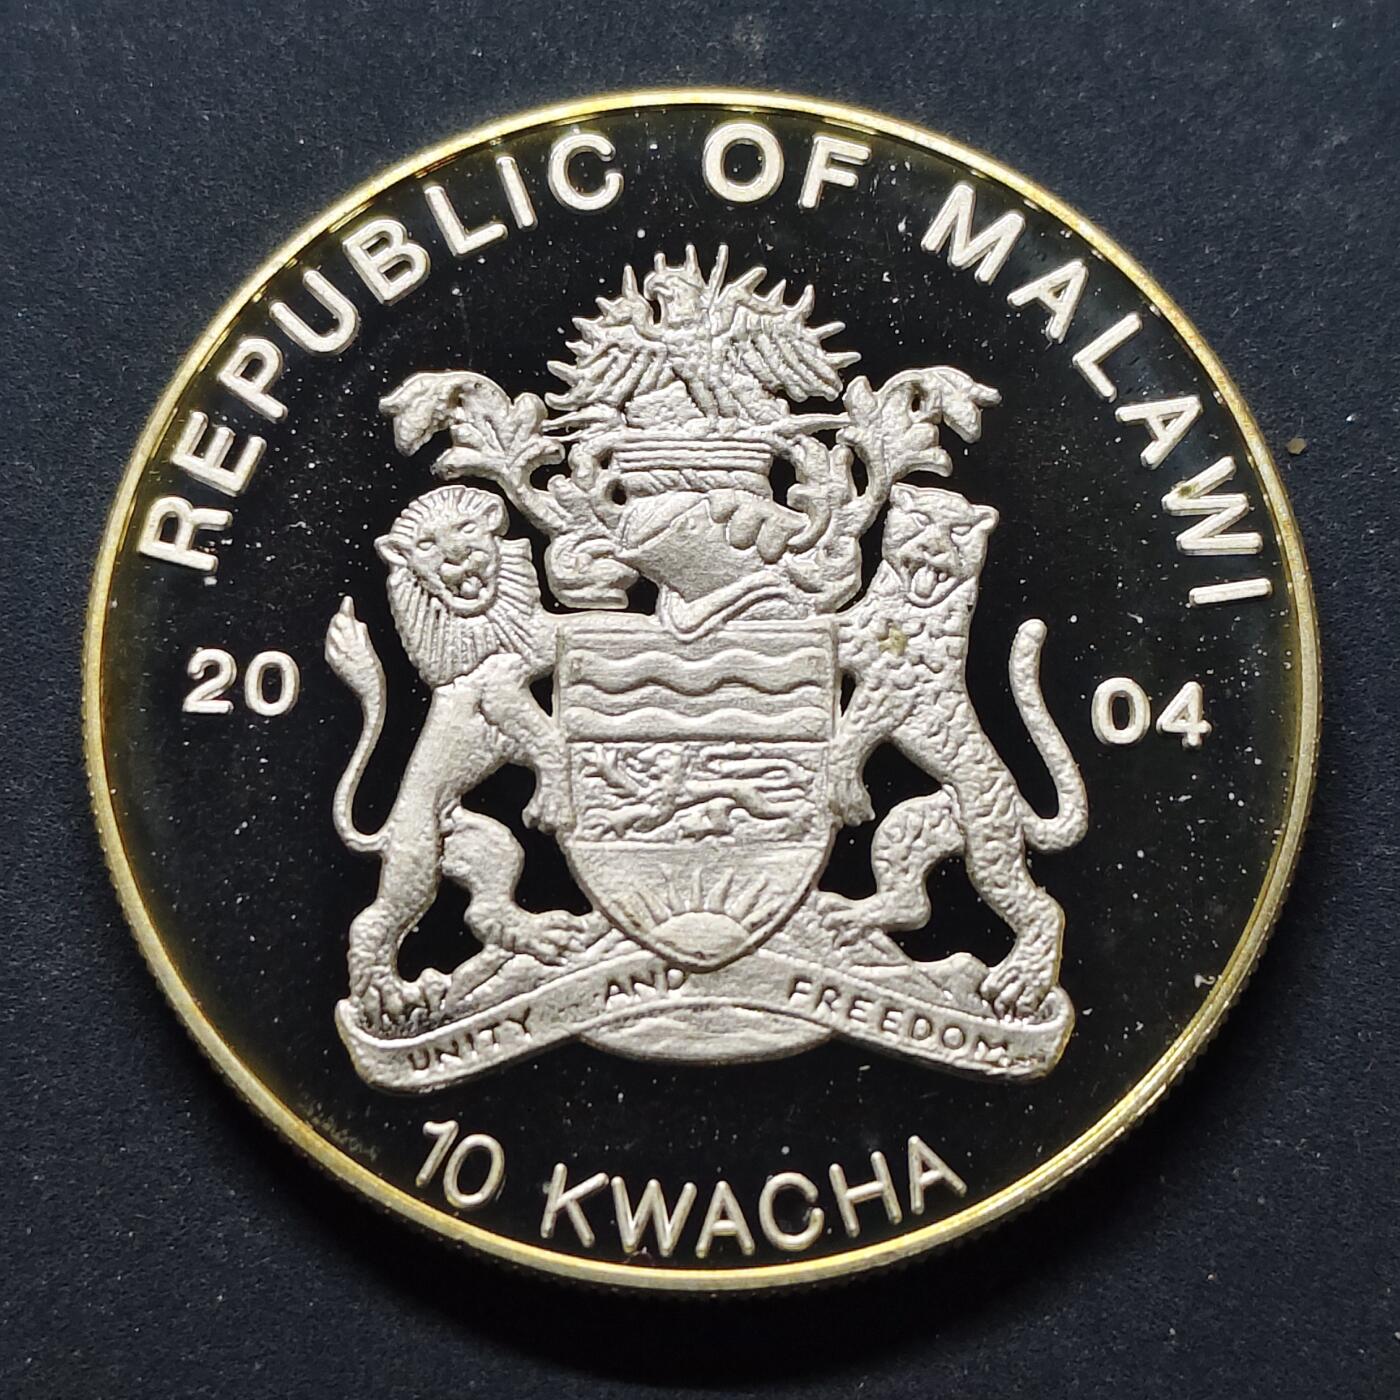 REPUBLIC OF MALAWI
20 04
UNITY AND FREEDOM
10 KWACHA